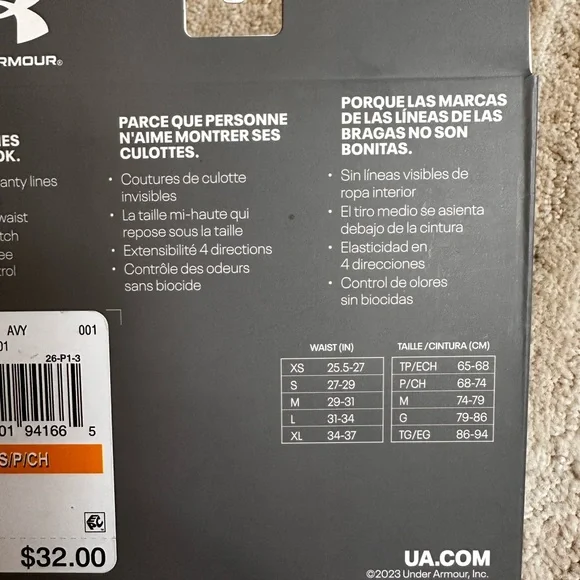 RMOUR®
ES
OK.
anty lines
waist
tch
ee
rol
PARCE QUE PERSONNE
N'AIME MONTRER SES
CULOTTES.
• Coutures de culotte
invisibles
• La taille mi-haute qui
repose sous la taille
• Extensibilité 4 directions
• Contrôle des odeurs
sans biocide
PORQUE LAS MARCAS
DE LAS LÍNEAS DE LAS
BRAGAS NO SON
BONITAS.
• Sin líneas visibles de
ropa interior
• El tiro medio se asienta
debajo de la cintura
• Elasticidad en
4 direcciones
• Control de olores
sin biocidas
WAIST (IN)
XS 25.5-27
S 27-29
M 29-31
L 31-34
XL 34-37
TAILLE /CINTURA (CM)
TP/ECH 65-68
P/CH 68-74
M 74-79
G 79-86
TG/EG 86-94
AVY 001
01
26-P1-3
01 94166 5
S/P/CH
$32.00
UA.COM
©2023 Under Armour, Inc.